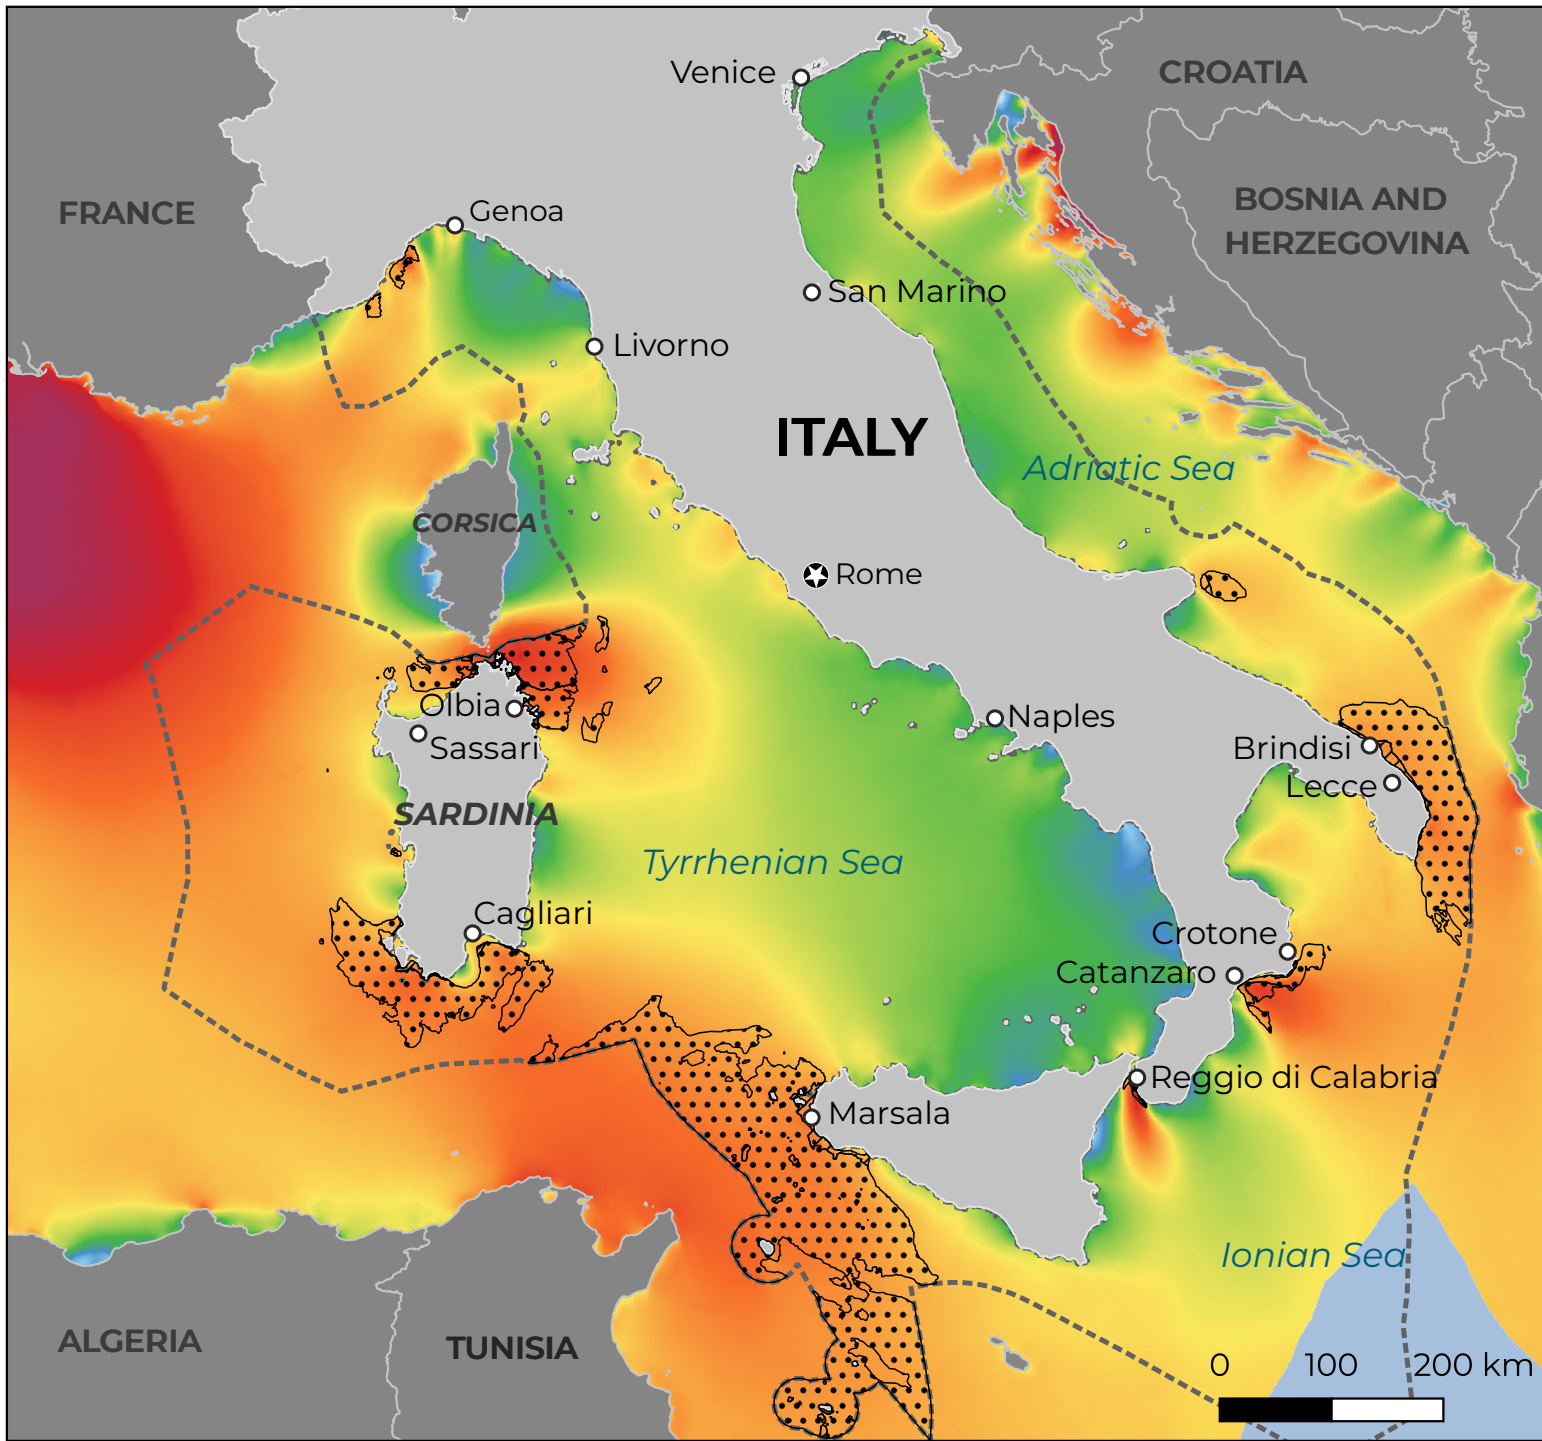 Venice
CROATIA
FRANCE
Genoa
BOSNIA AND
HERZEGOVINA
San Marino
Livorno
ITALY
Adriatic Sea
CORSICA
Rome
Olbia
Sassari
Naples
Brindisi
Lecce
SARDINIA
Tyrrhenian Sea
Cagliari
Crotone
Catanzaro
Reggio di Calabria
Marsala
Ionian Sea
ALGERIA
TUNISIA
0 100 200 km